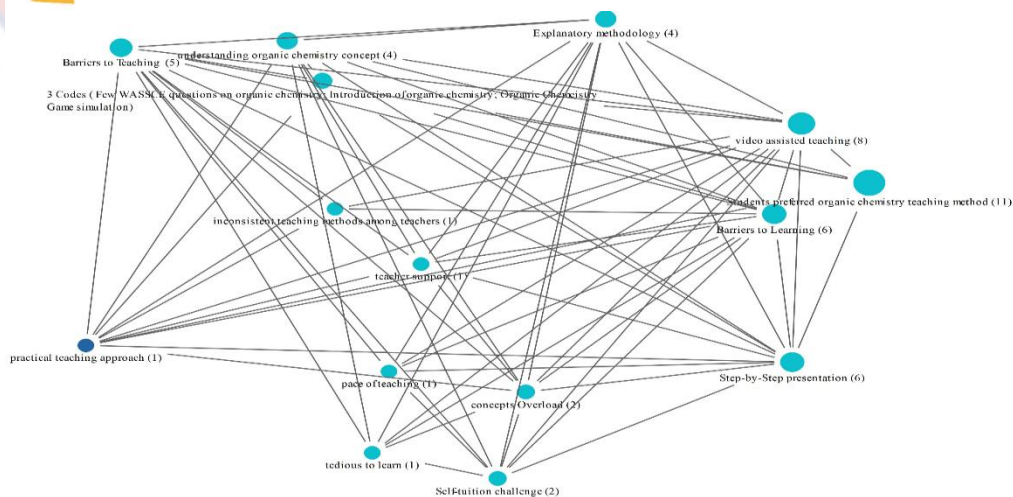 Explanatory methodology (4)
understanding organic chemistry concept (4)
Barriers to Teaching (5)
3 Codes ( Few WASSCE questions on organic chemistry; Introduction of organic chemistry; Organic Chemistry
Game simulation)
video assisted teaching (8)
Students preferred organic chemistry teaching method (11)
inconsistent teaching methods among teachers (1)
Barriers to Learning (6)
teacher support (1)
practical teaching approach (1)
pace of teaching (1)
Step-by-Step presentation (6)
concepts Overload (2)
tedious to learn (1)
Self-tuition challenge (2)